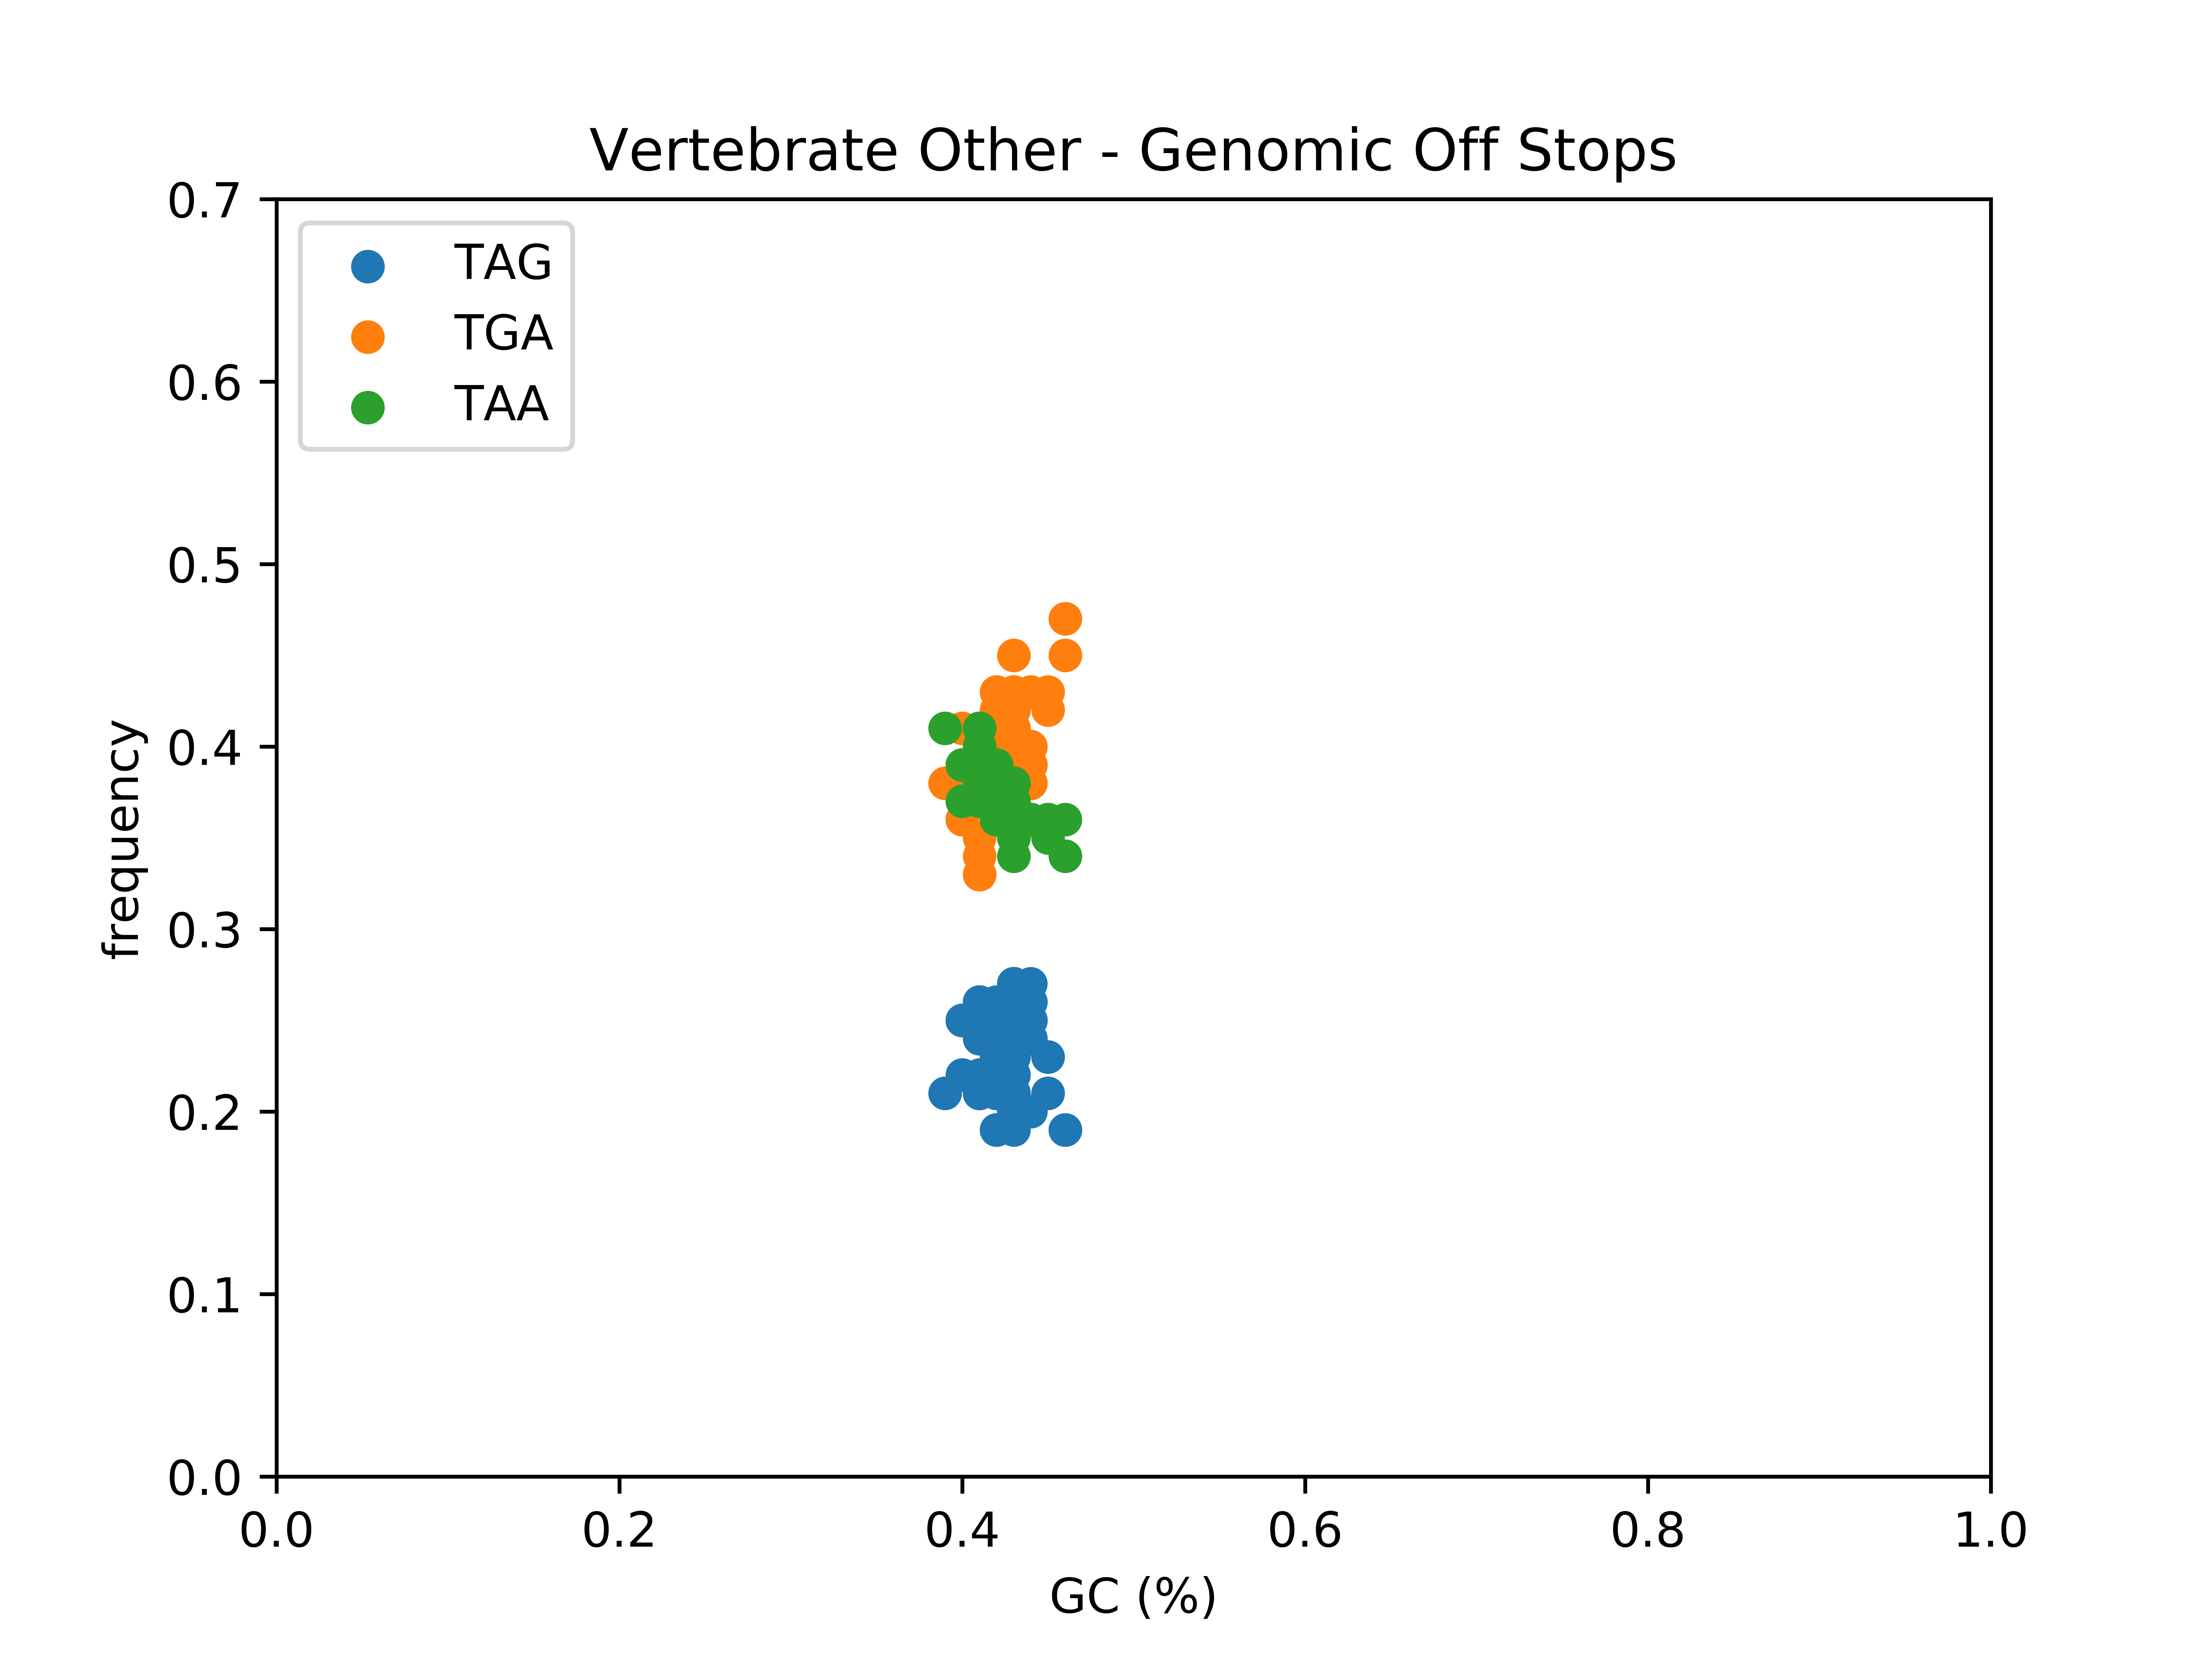 Vertebrate Other - Genomic Off Stops
0.7
0.6
0.5
0.4
0.3
0.2
0.1
0.0
TAG
TGA
TAA
frequency
0.0 0.2 0.4 0.6 0.8 1.0
GC (%)